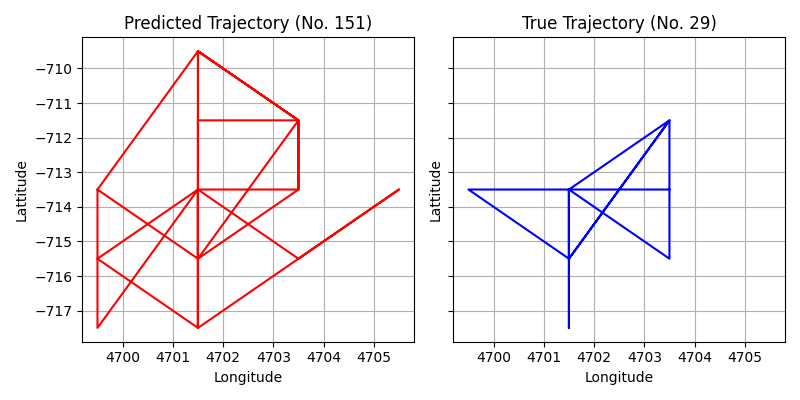 Predicted Trajectory (No. 151)
True Trajectory (No. 29)
−710
−711
−712
−713
−714
−715
−716
−717
Lattitude
Lattitude
4700 4701 4702 4703 4704 4705
4700 4701 4702 4703 4704 4705
Longitude
Longitude